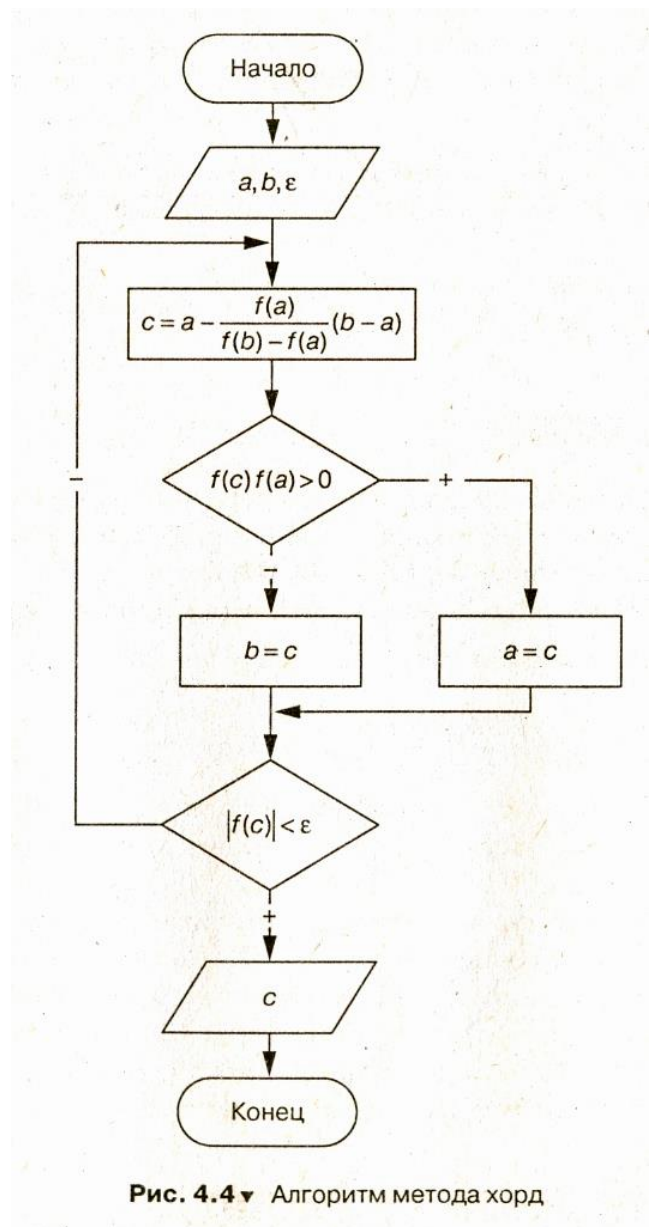 Начало
a, b, ε
c = a - f(a) / f(b) - f(a) (b - a)
f(c) f(a) > 0
+
-
-
b = c
a = c
|f(c)| < ε
+
c
Конец
Рис. 4.4 ▼ Алгоритм метода хорд